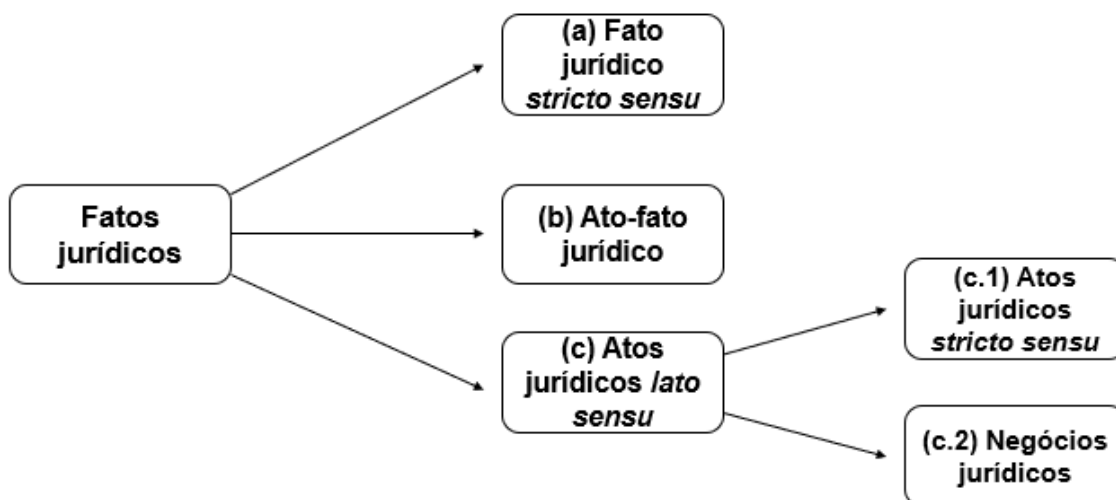 (a) Fato
jurídico
stricto sensu
Fatos
jurídicos
(b) Ato-fato
jurídico
(c) Atos
jurídicos lato
sensu
(c.1) Atos
jurídicos
stricto sensu
(c.2) Negócios
jurídicos